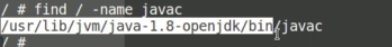 / # find / -name javac
/usr/lib/jvm/java-1.8-openjdk/bin/javac
/ #